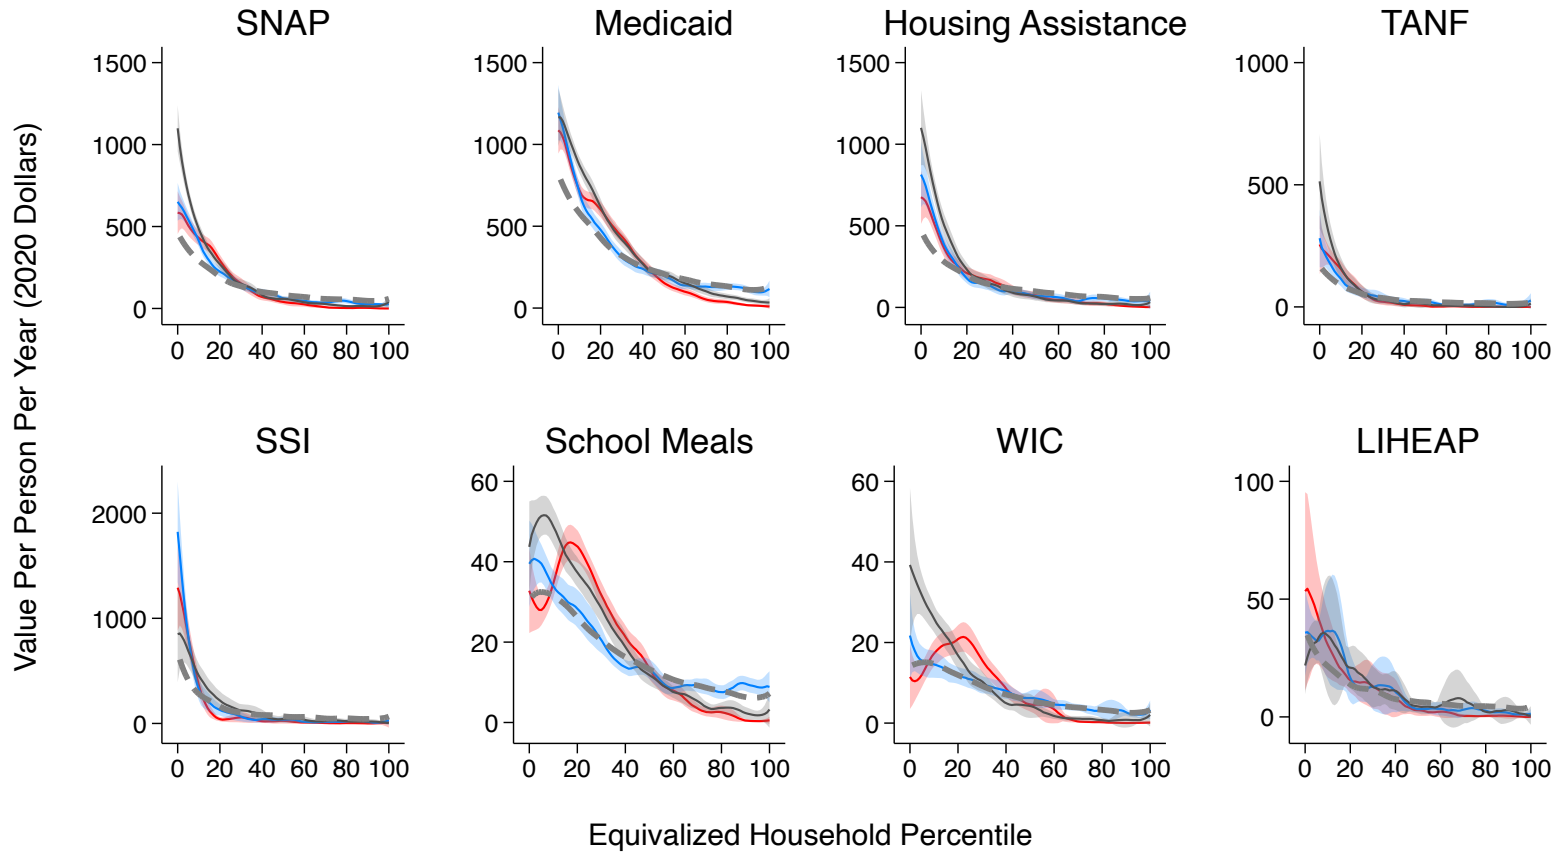 SNAP Medicaid Housing Assistance TANF
Value Per Person Per Year (2020 Dollars)
1500 1500 1500 1000
1000 1000 1000
500 500 500 500
0 0 0 0
0 20 40 60 80 100 0 20 40 60 80 100 0 20 40 60 80 100 0 20 40 60 80 100
SSI School Meals WIC LIHEAP
60 60 100
2000
40 40
50
1000
20 20
0 0 0 0
0 20 40 60 80 100 0 20 40 60 80 100 0 20 40 60 80 100 0 20 40 60 80 100
Equivalized Household Percentile